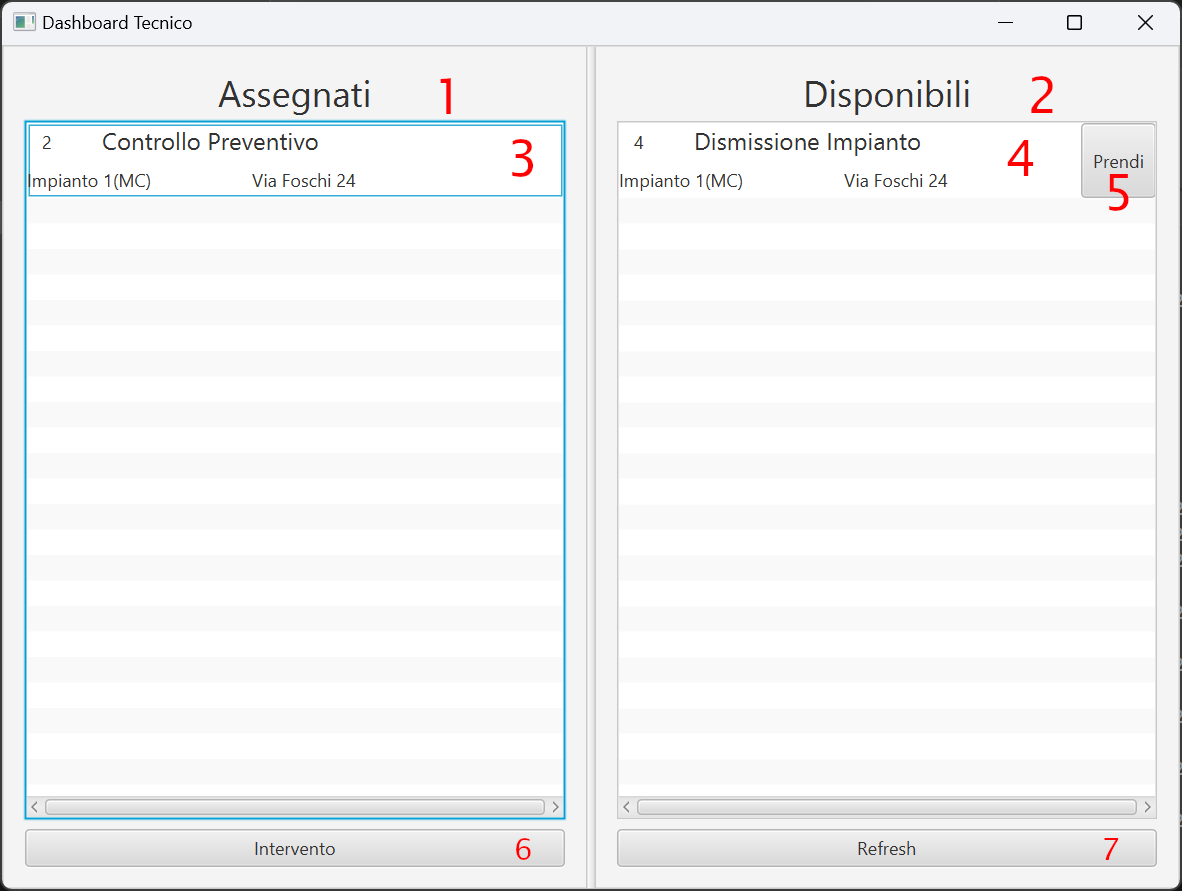 Dashboard Tecnico
Assegnati 1
2 Controllo Preventivo 3
Impianto 1(MC) Via Foschi 24
Intervento 6
Disponibili 2
4 Dismissione Impianto 4
Prendi 5
Impianto 1(MC) Via Foschi 24
Refresh 7